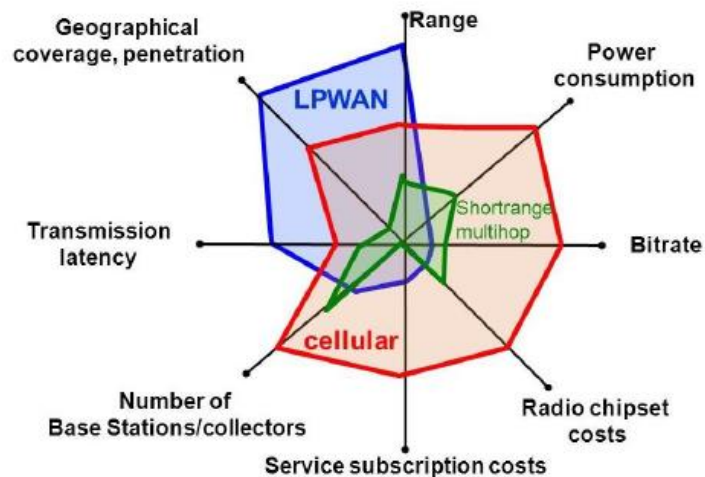 Geographical
coverage, penetration
Range
Power
consumption
LPWAN
Shortrange
multihop
Transmission
latency
Bitrate
cellular
Number of
Base Stations/collectors
Radio chipset
costs
Service subscription costs